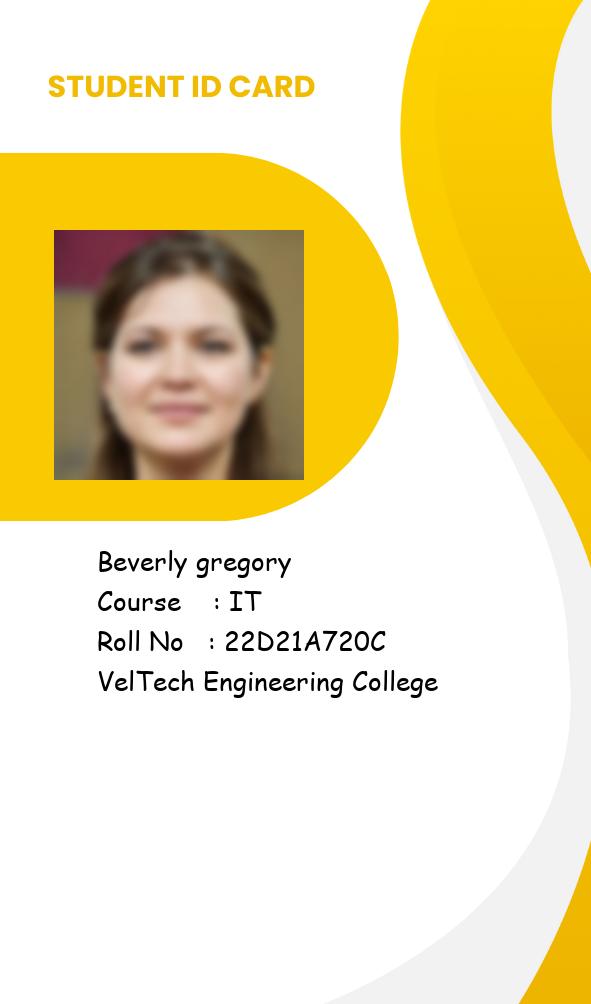 STUDENT ID CARD
Beverly gregory
Course : IT
Roll No : 22D21A720C
VelTech Engineering College